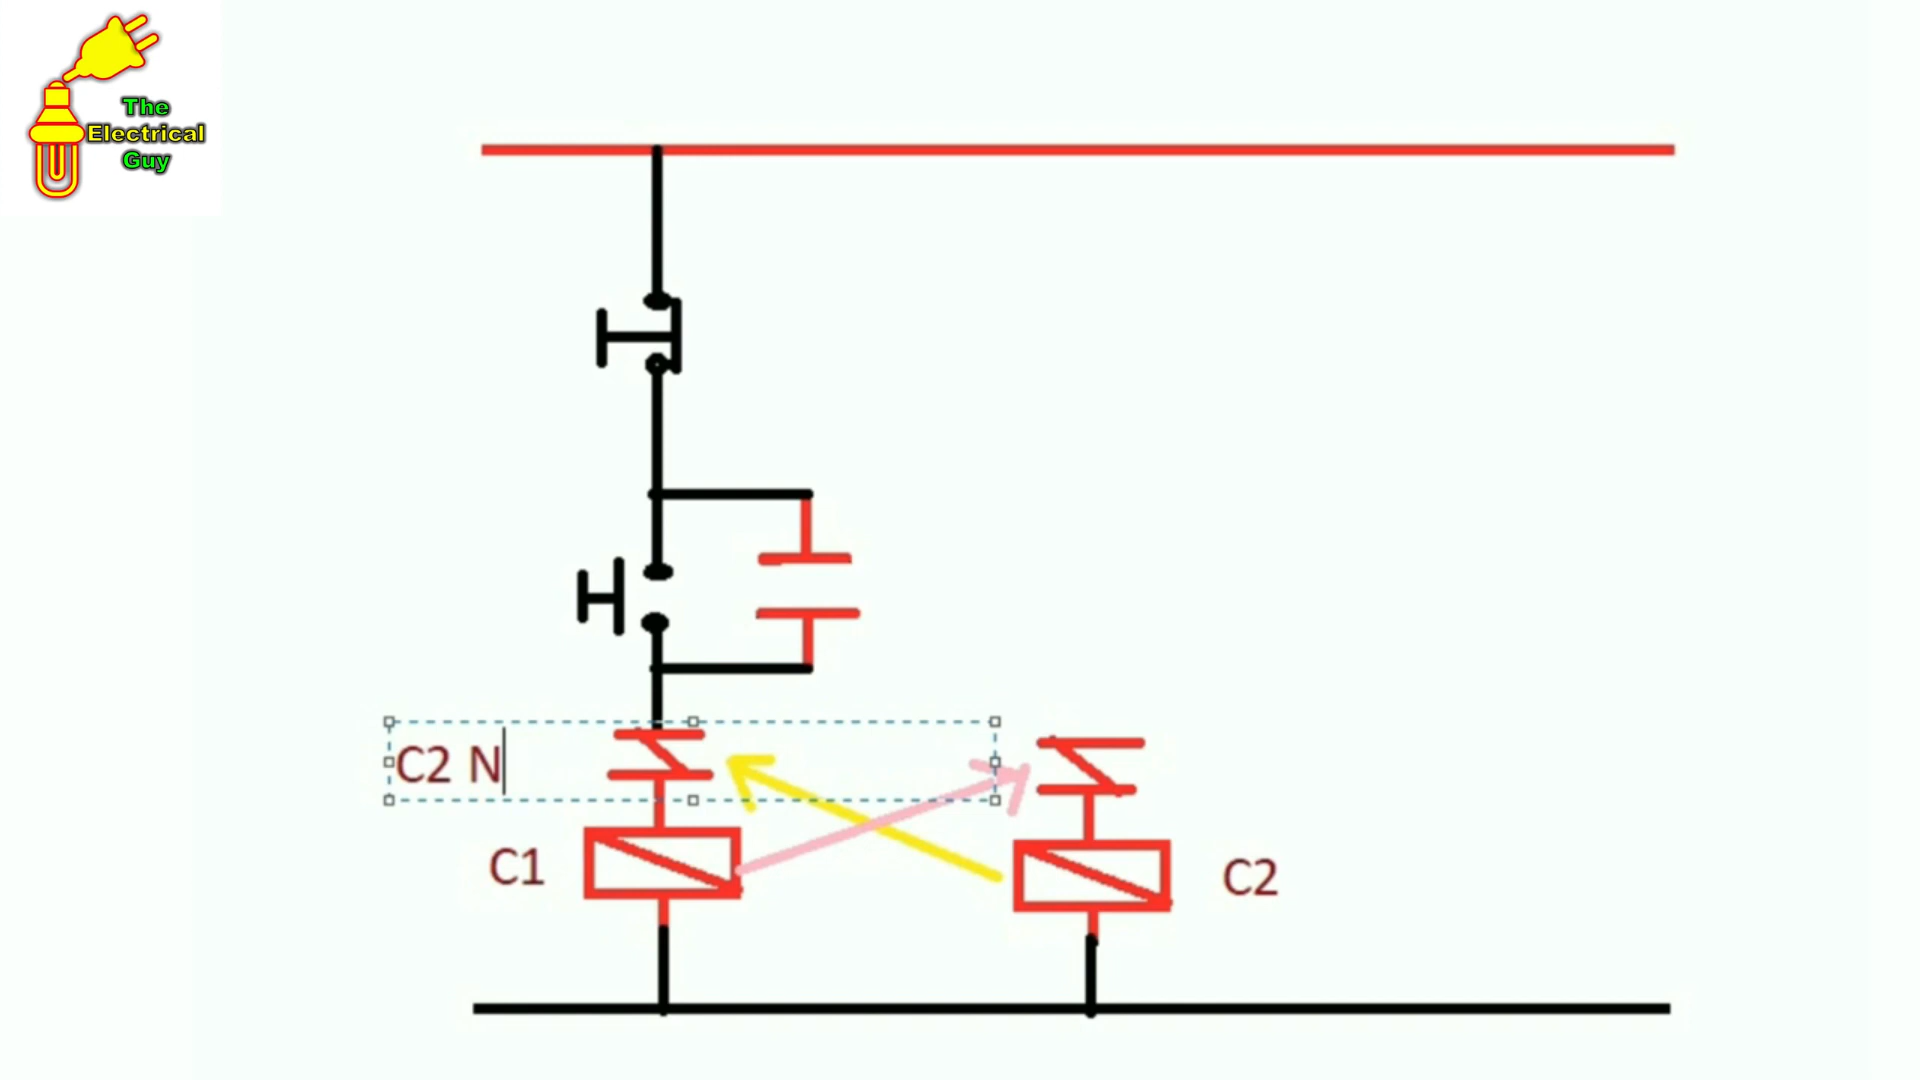 The
Electrical
Guy
C2 N
C1
C2